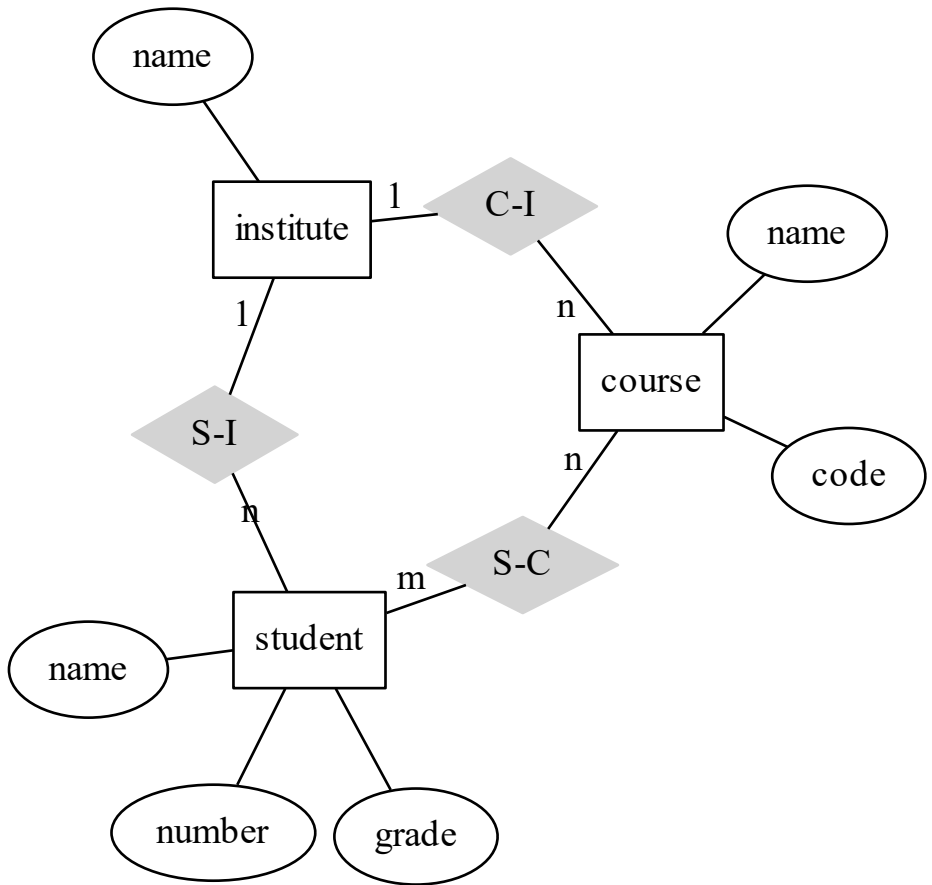 name
1
C-I
institute
name
n
1
course
S-I
n
code
n
S-C
m
student
name
number
grade